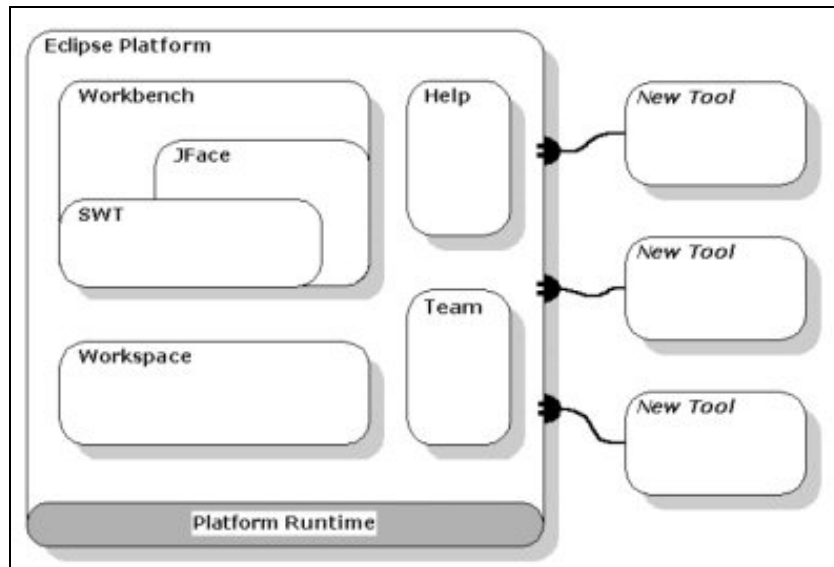 Eclipse Platform
Workbench
JFace
SWT
Workspace
Help
Team
Platform Runtime
New Tool
New Tool
New Tool